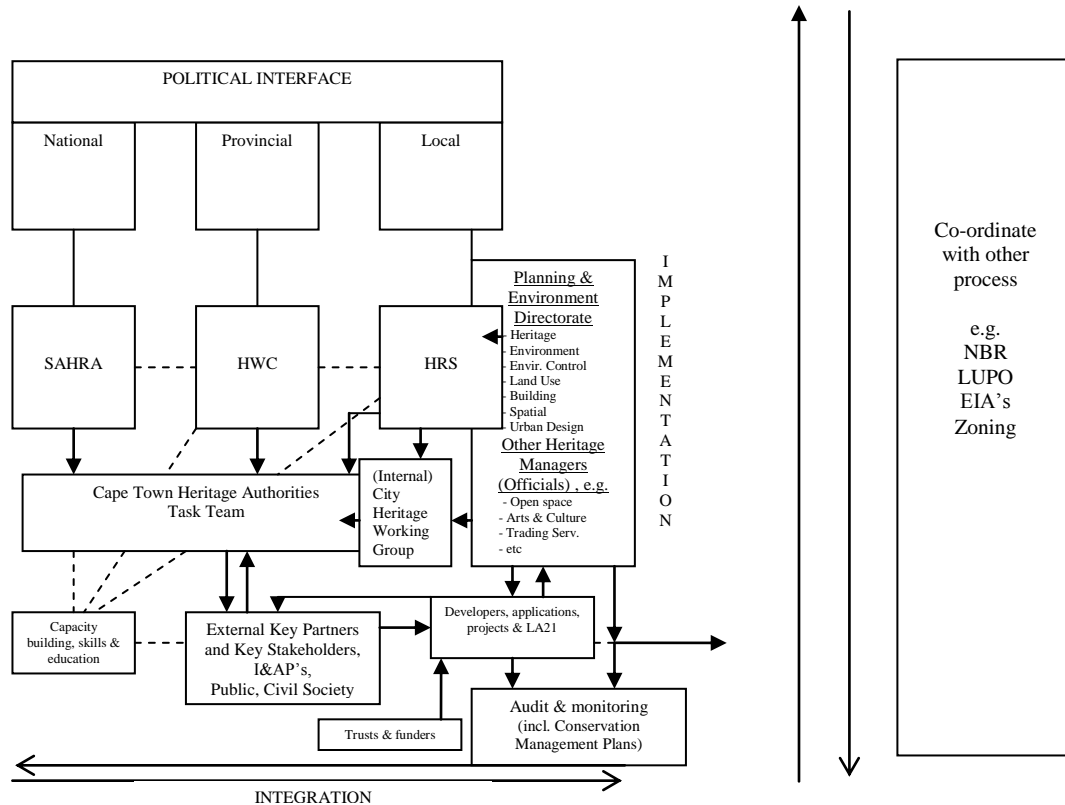 POLITICAL INTERFACE
National
Provincial
Local
SAHRA
HWC
HRS
Planning &
Environment
Directorate
- Heritage
- Environment
- Envir. Control
- Land Use
- Building
- Spatial
- Urban Design
Other Heritage
Managers
(Officials) , e.g.
- Open space
- Arts & Culture
- Trading Serv.
- etc
IMPLEMENTATION
Co-ordinate
with other
process
e.g.
NBR
LUPO
EIA's
Zoning
Cape Town Heritage Authorities
Task Team
(Internal)
City
Heritage
Working
Group
Capacity
building, skills &
education
External Key Partners
and Key Stakeholders,
I&AP's,
Public, Civil Society
Developers, applications,
projects & LA21
Trusts & funders
Audit & monitoring
(incl. Conservation
Management Plans)
INTEGRATION